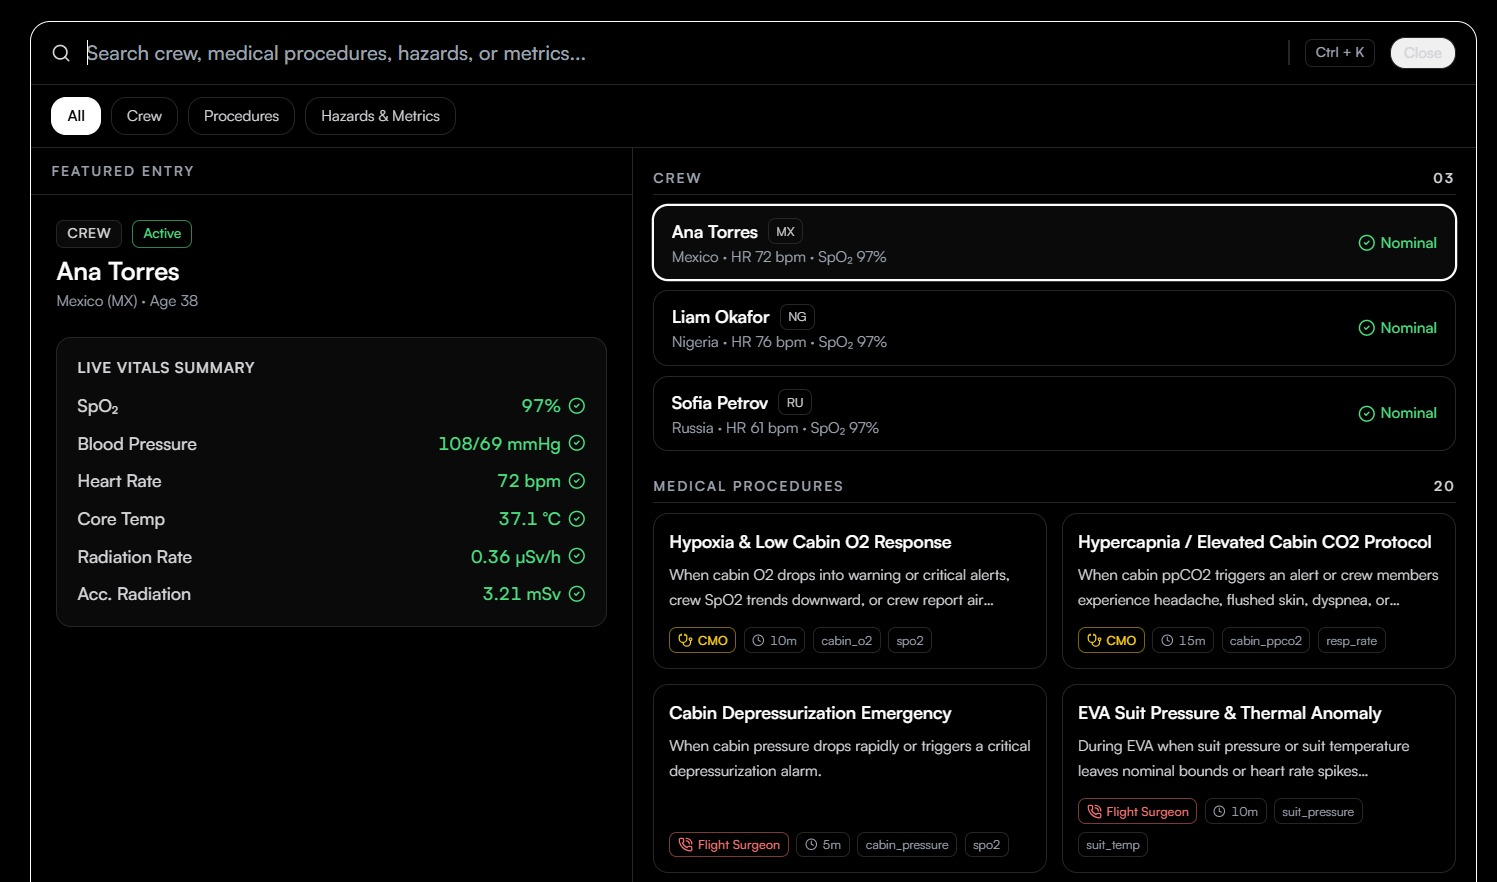 Search crew, medical procedures, hazards, or metrics...
Ctrl + K
Close
All
Crew
Procedures
Hazards & Metrics
FEATURED ENTRY
CREW
Active
Ana Torres
Mexico (MX) • Age 38
LIVE VITALS SUMMARY
SpO₂ 97%
Blood Pressure 108/69 mmHg
Heart Rate 72 bpm
Core Temp 37.1 °C
Radiation Rate 0.36 µSv/h
Acc. Radiation 3.21 mSv
CREW 03
Ana Torres MX
Mexico • HR 72 bpm • SpO₂ 97%
Nominal
Liam Okafor NG
Nigeria • HR 76 bpm • SpO₂ 97%
Nominal
Sofia Petrov RU
Russia • HR 61 bpm • SpO₂ 97%
Nominal
MEDICAL PROCEDURES 20
Hypoxia & Low Cabin O2 Response
When cabin O2 drops into warning or critical alerts,
crew SpO2 trends downward, or crew report air...
CMO 10m cabin_o2 spo2
Hypercapnia / Elevated Cabin CO2 Protocol
When cabin ppCO2 triggers an alert or crew members
experience headache, flushed skin, dyspnea, or...
CMO 15m cabin_ppco2 resp_rate
Cabin Depressurization Emergency
When cabin pressure drops rapidly or triggers a critical
depressurization alarm.
Flight Surgeon 5m cabin_pressure spo2
EVA Suit Pressure & Thermal Anomaly
During EVA when suit pressure or suit temperature
leaves nominal bounds or heart rate spikes...
Flight Surgeon 10m suit_pressure
suit_temp